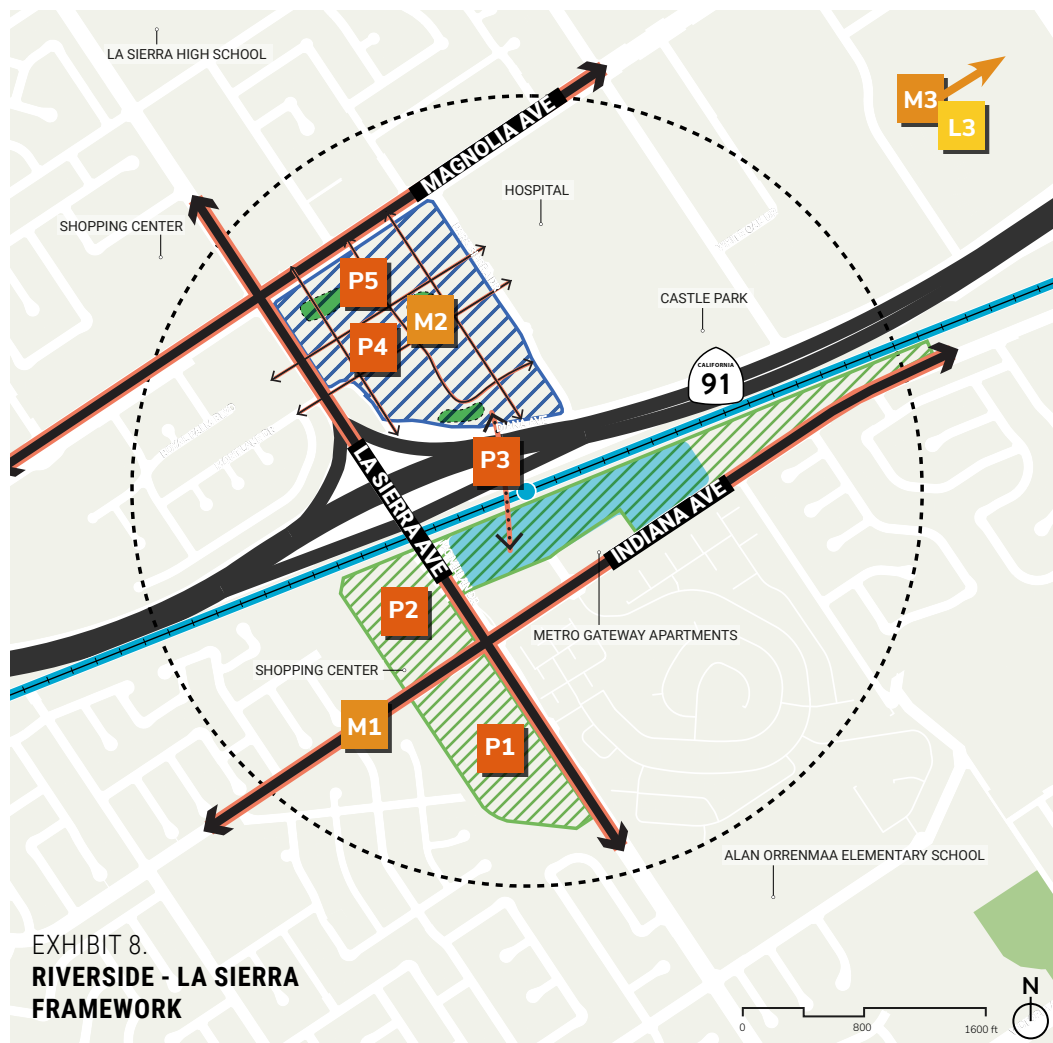 LA SIERRA HIGH SCHOOL
M3
L3
MAGNOLIA AVE
HOSPITAL
SHOPPING CENTER
P5
M2
P4
CASTLE PARK
CALIFORNIA
91
P3
LA SIERRA AVE
INDIANA AVE
P2
METRO GATEWAY APARTMENTS
SHOPPING CENTER
M1
P1
ALAN ORRENMAA ELEMENTARY SCHOOL
EXHIBIT 8.
RIVERSIDE - LA SIERRA
FRAMEWORK
N
0 800 1600 ft